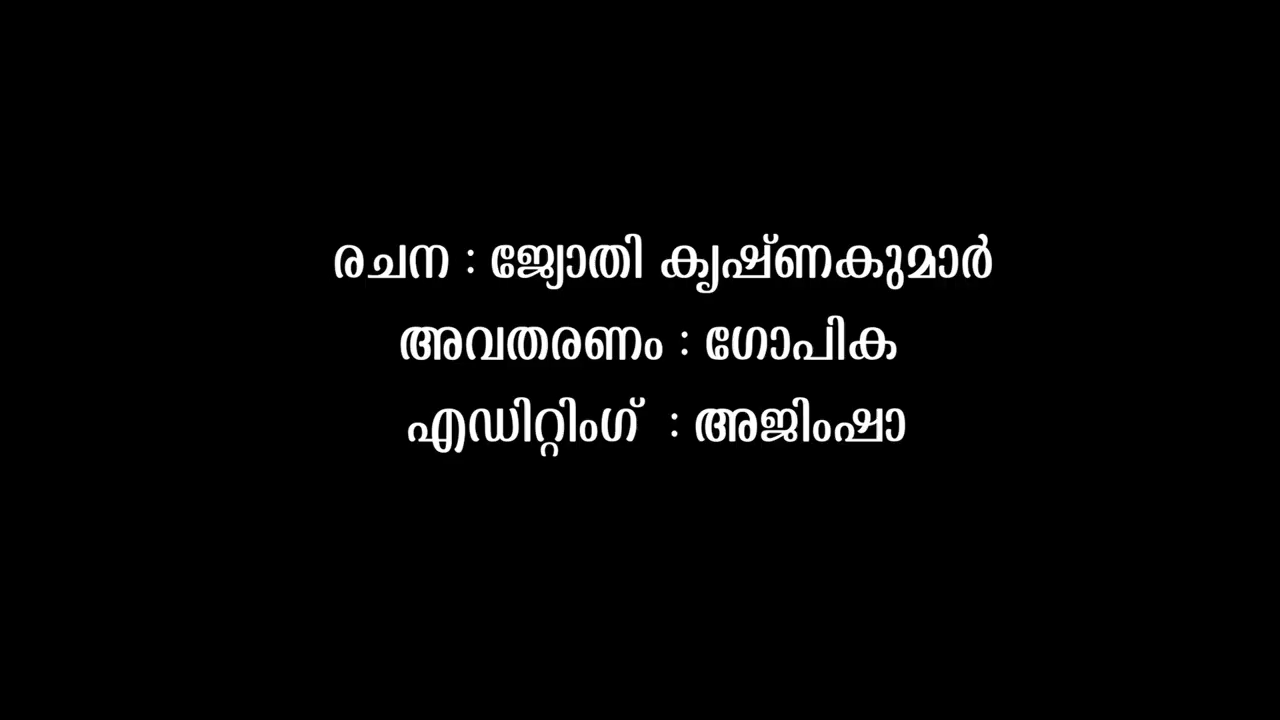 രചന : ജ്യോതി കൃഷ്ണകുമാർ
അവതരണം : ഗോപിക
എഡിറ്റിംഗ് : അജിംഷാ